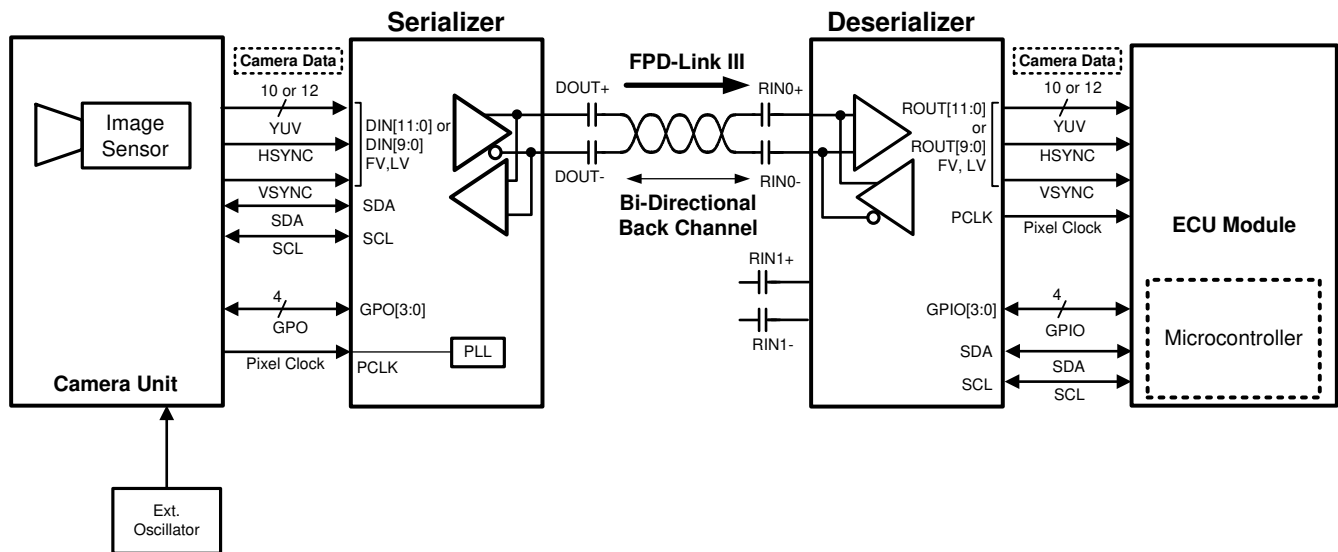 Serializer
Deserializer
Camera Data
10 or 12
YUV
HSYNC
VSYNC
SDA
SCL
4
GPO
Pixel Clock
Image
Sensor
Camera Unit
Ext.
Oscillator
DIN[11:0] or
DIN[9:0]
FV,LV
SDA
SCL
GPO[3:0]
PCLK
PLL
FPD-Link III
DOUT+
DOUT-
RIN0+
RIN0-
Bi-Directional
Back Channel
RIN1+
RIN1-
ROUT[11:0]
or
ROUT[9:0]
FV, LV
PCLK
GPIO[3:0]
SDA
SCL
Camera Data
10 or 12
YUV
HSYNC
VSYNC
Pixel Clock
4
GPIO
SDA
SCL
ECU Module
Microcontroller